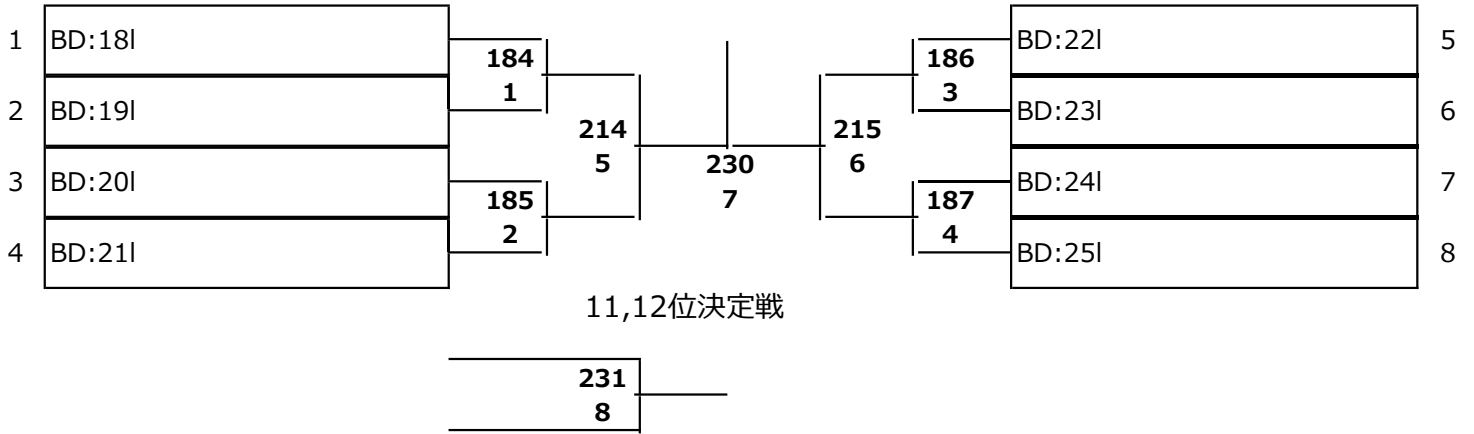 1 BD:18l 184 186 BD:22l 5
1 3
2 BD:19l BD:23l 6
214 215
5 230 6
3 BD:20l 7 BD:24l 7
185 187
2 4
4 BD:21l BD:25l 8
11,12位決定戦
231
8